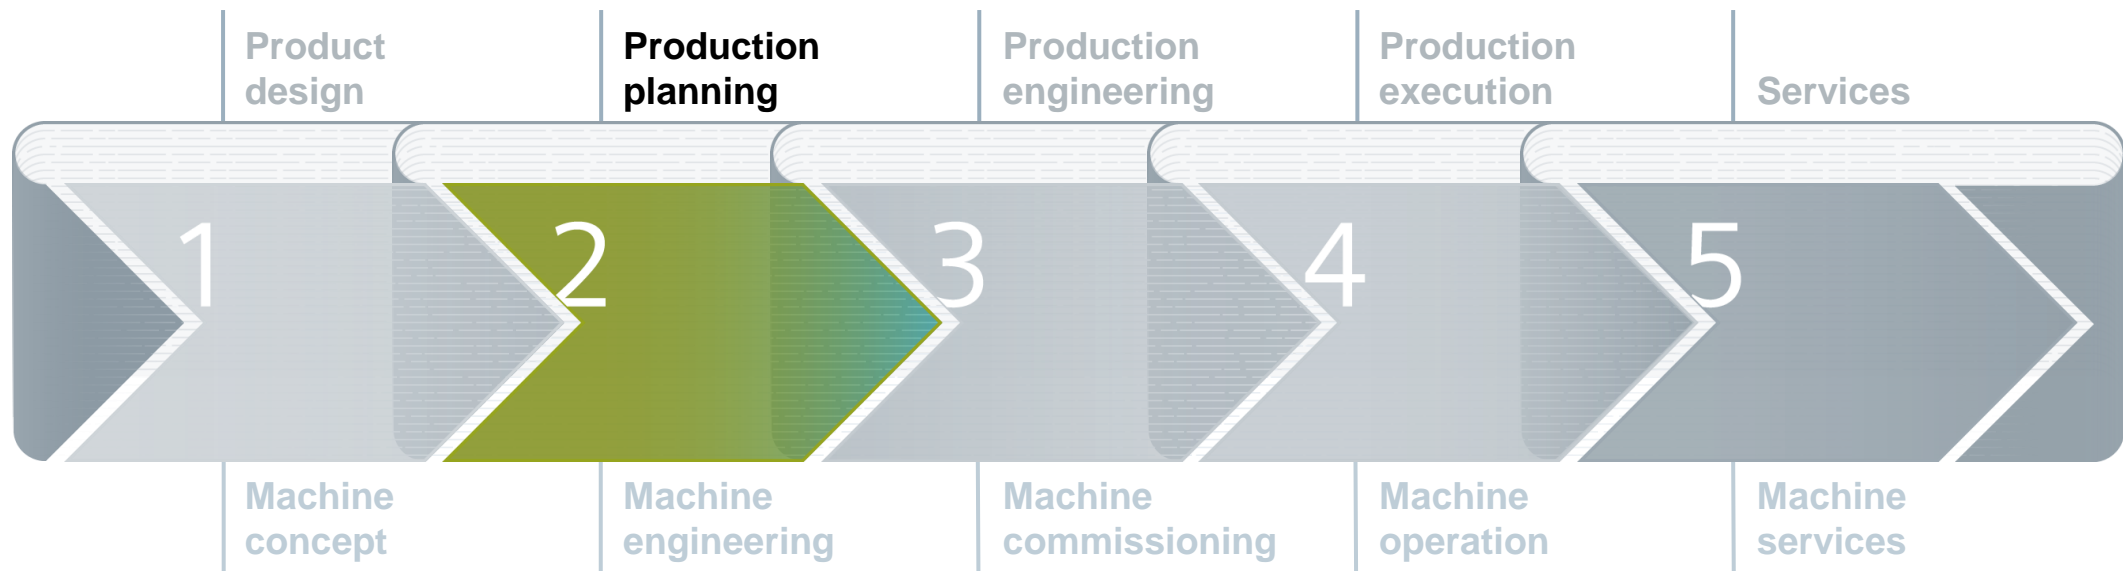 Product
design
Production
planning
Production
engineering
Production
execution
Services
1
2
3
4
5
Machine
concept
Machine
engineering
Machine
commissioning
Machine
operation
Machine
services